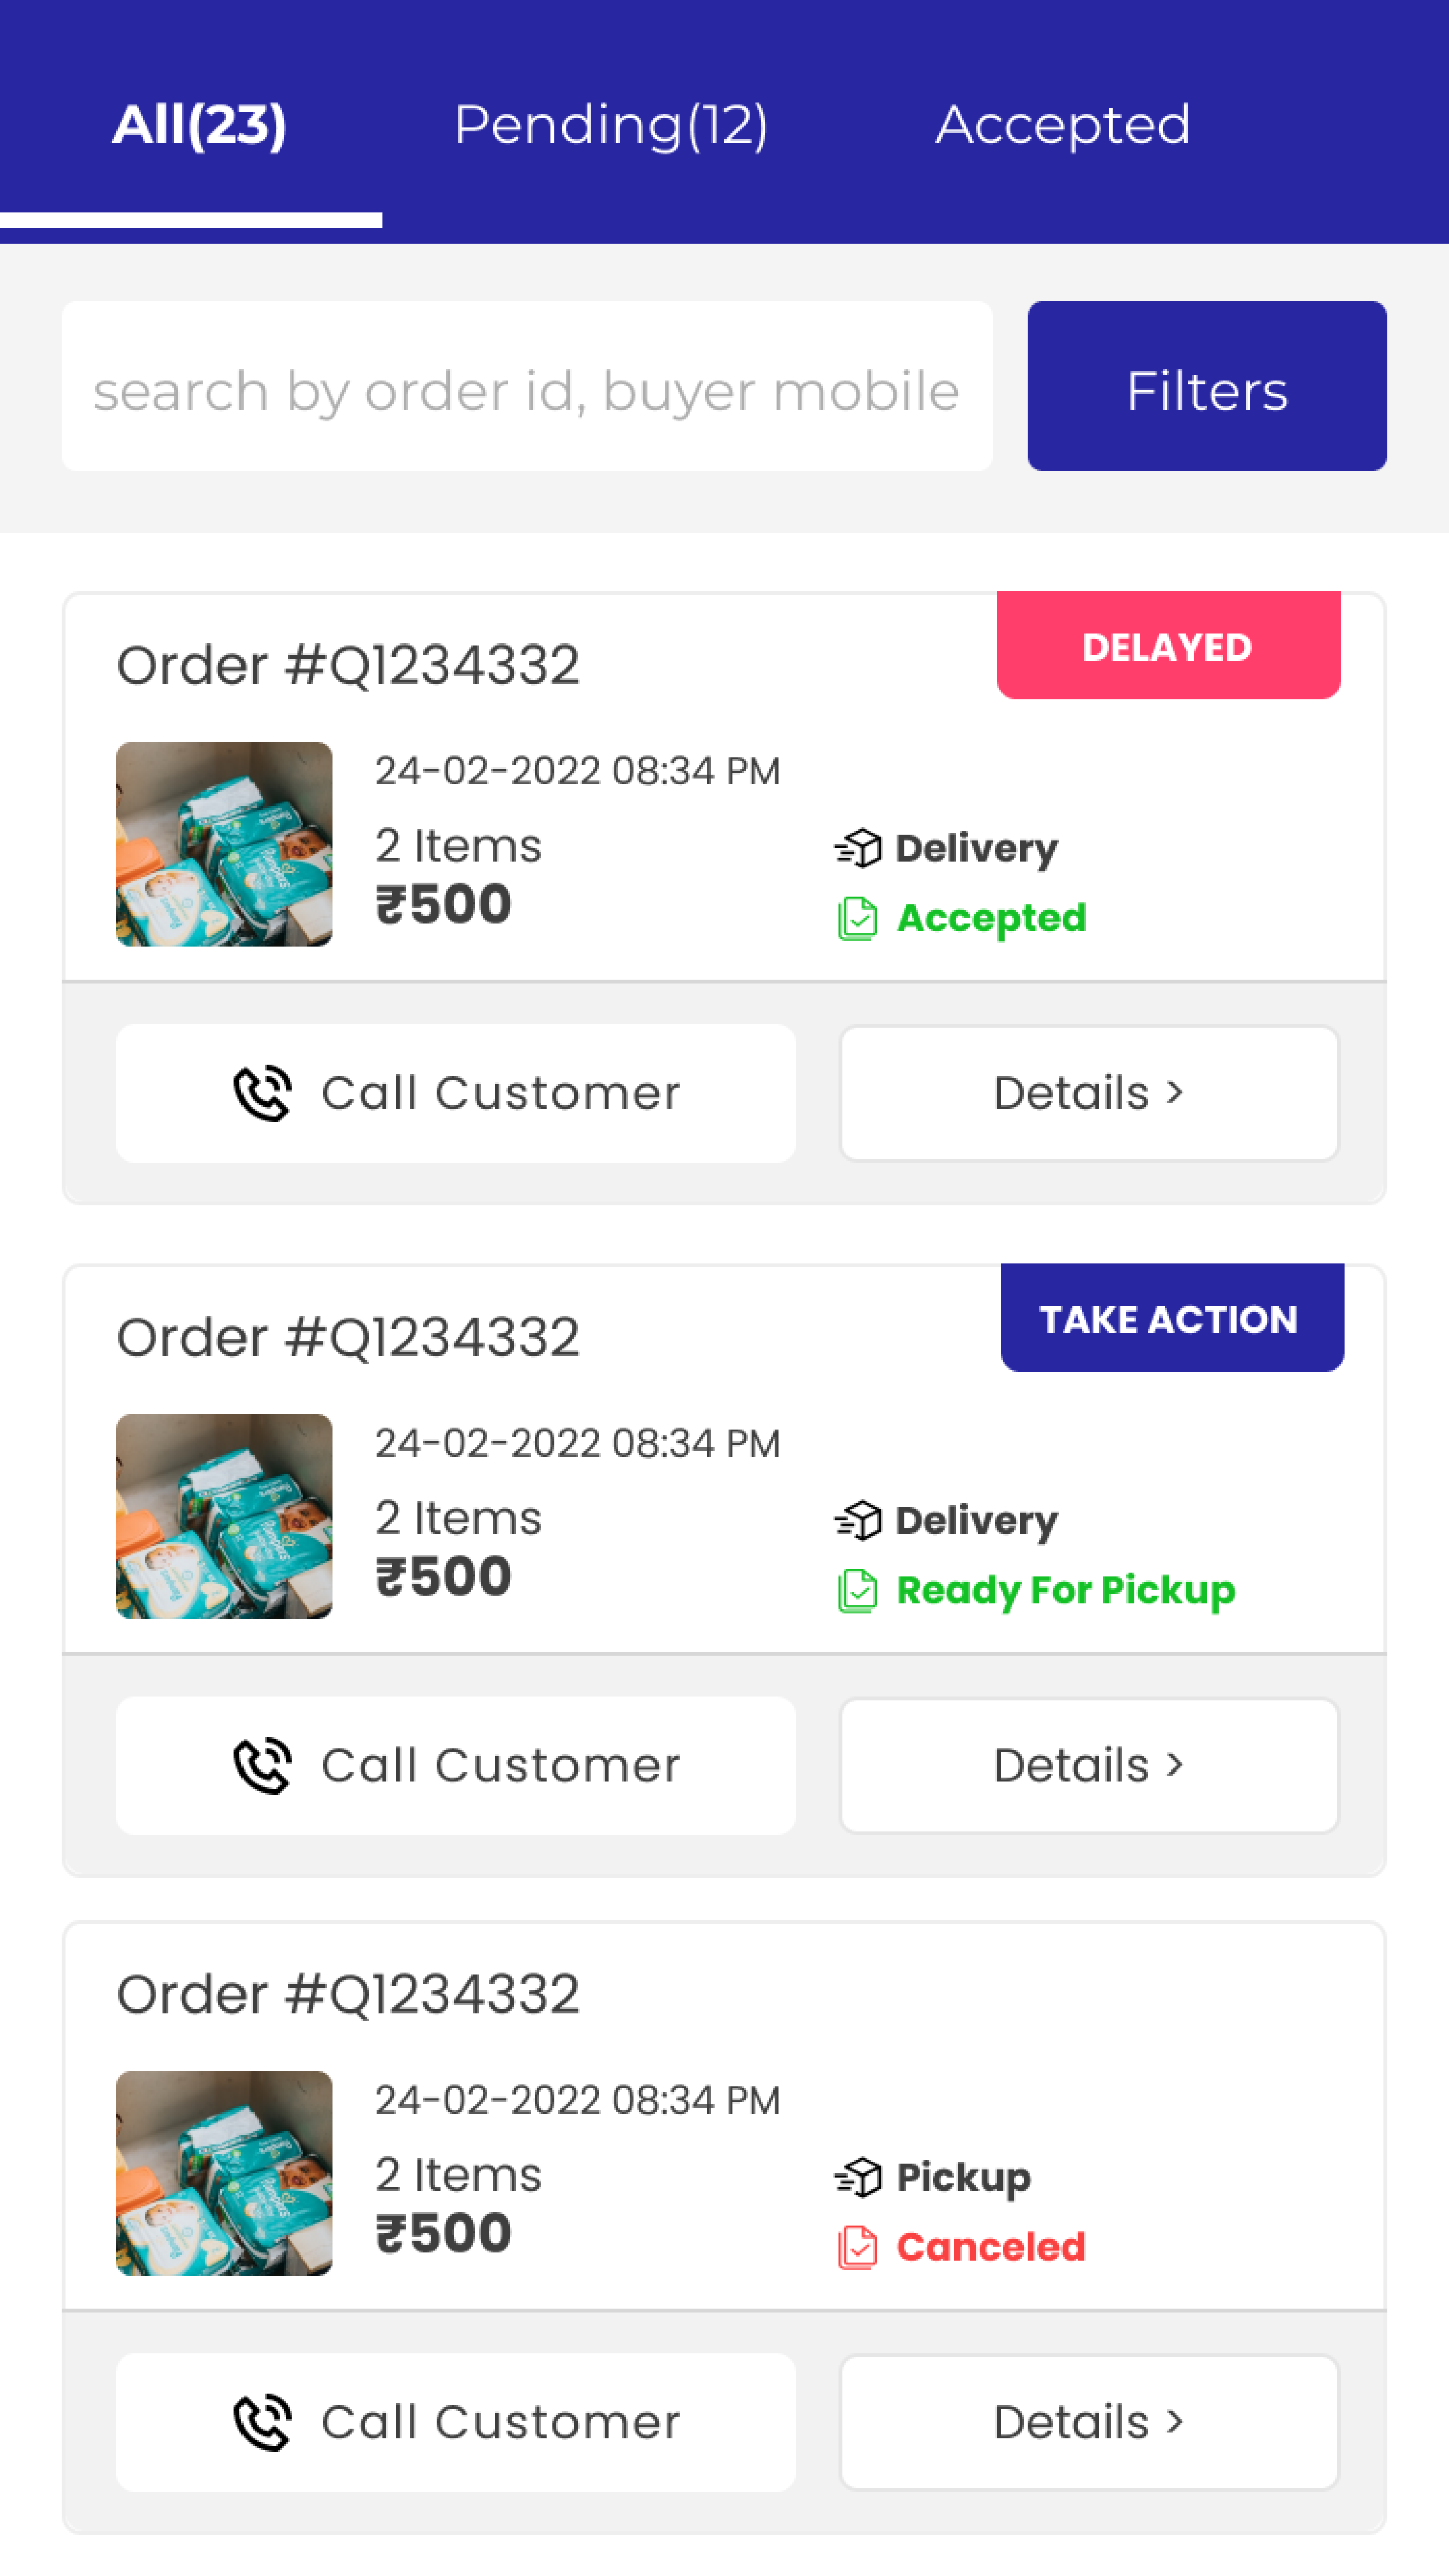 All(23) Pending(12) Accepted
search by order id, buyer mobile Filters
Order #Q1234332 DELAYED
24-02-2022 08:34 PM
2 Items Delivery
₹500 Accepted
Call Customer Details >
Order #Q1234332 TAKE ACTION
24-02-2022 08:34 PM
2 Items Delivery
₹500 Ready For Pickup
Call Customer Details >
Order #Q1234332
24-02-2022 08:34 PM
2 Items Pickup
₹500 Canceled
Call Customer Details >